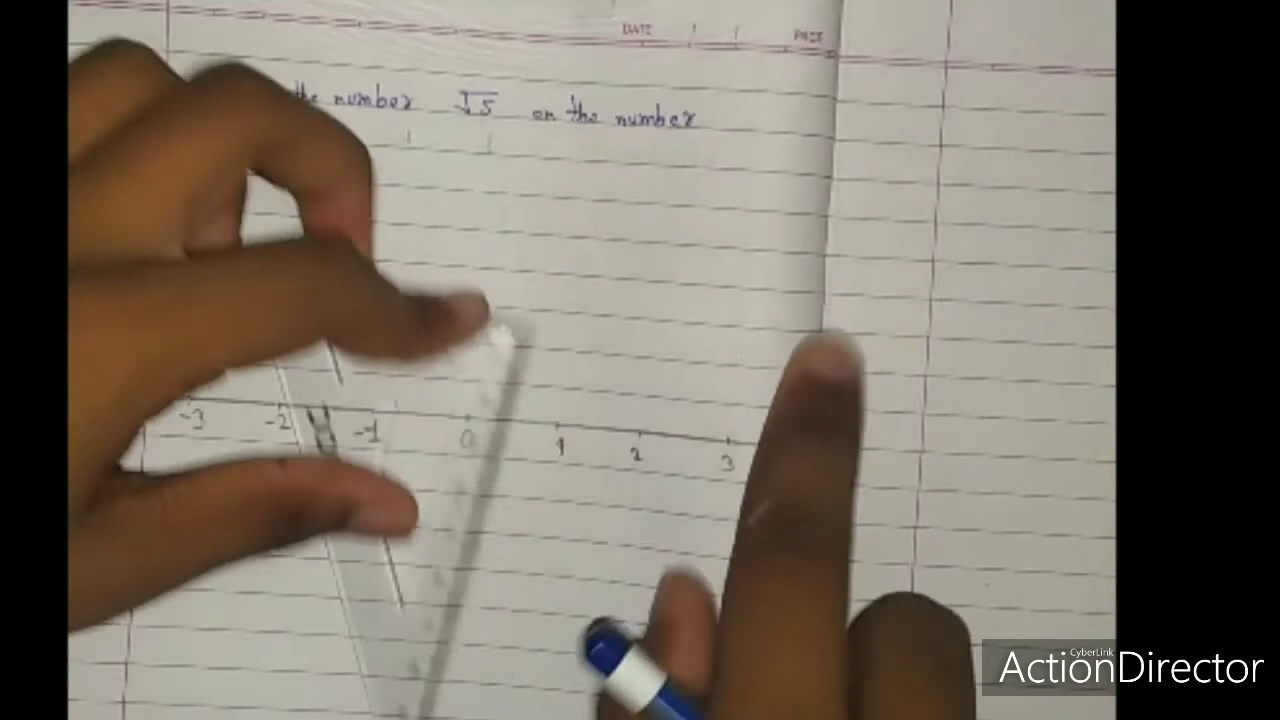 DATE / / PAGE
the number √5 on the number
-3 -2 -1 0 1 2 3
CyberLink
ActionDirector